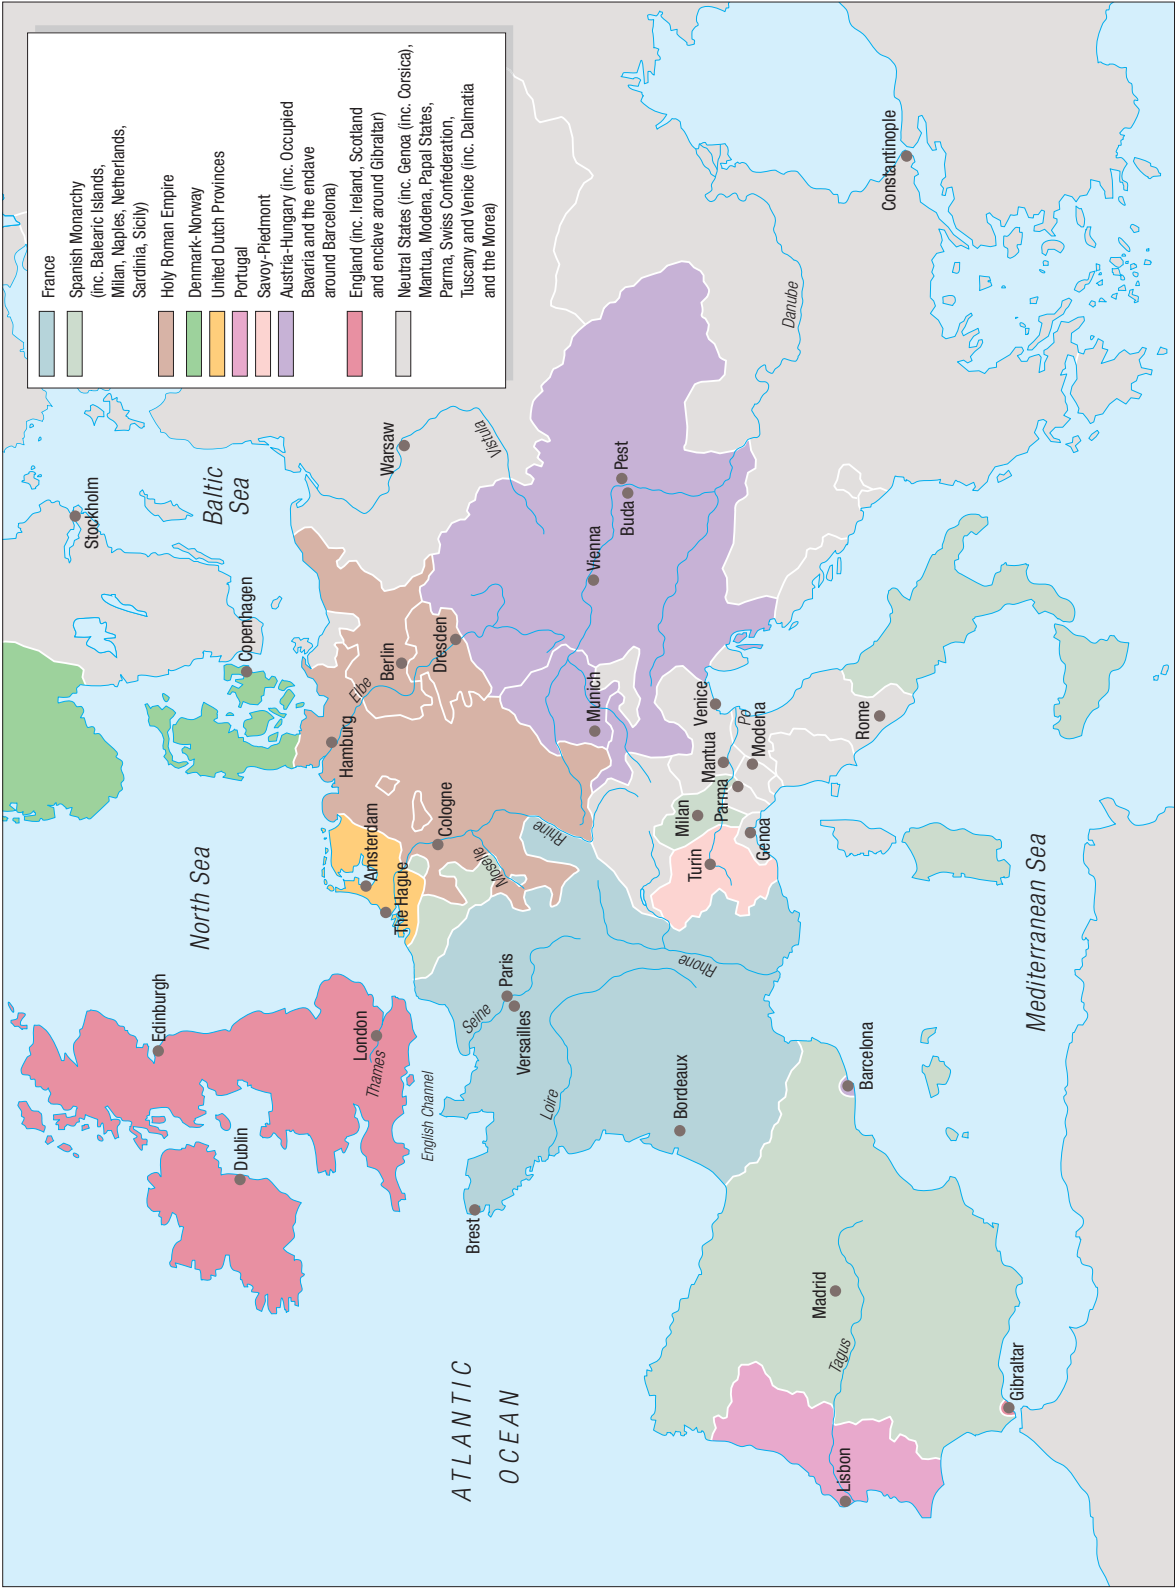 France
Spanish Monarchy
(inc. Balearic Islands,
Milan, Naples, Netherlands,
Sardinia, Sicily)
Holy Roman Empire
Denmark-Norway
United Dutch Provinces
Portugal
Savoy-Piedmont
Austria-Hungary (inc. Occupied
Bavaria and the enclave
around Barcelona)
England (inc. Ireland, Scotland
and enclave around Gibraltar)
Neutral States (inc. Genoa (inc. Corsica),
Mantua, Modena, Papal States,
Parma, Swiss Confederation,
Tuscany and Venice (inc. Dalmatia
and the Morea)
Stockholm
Baltic
Sea
Copenhagen
North Sea
Edinburgh
Dublin
Hamburg
Elbe
Berlin
Dresden
Warsaw
Vistula
Amsterdam
The Hague
Cologne
Moselle
Rhine
London
Thames
English Channel
Seine
Paris
Versailles
Loire
Brest
Bordeaux
Rhone
ATLANTIC
OCEAN
Munich
Vienna
Buda
Pest
Danube
Constantinople
Venice
Mantua
Po
Modena
Milan
Parma
Turin
Genoa
Rome
Mediterranean Sea
Barcelona
Madrid
Tagus
Lisbon
Gibraltar